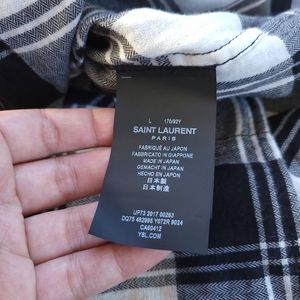 L 170/92Y
SAINT LAURENT
PARIS
FABRIQUÉ AU JAPON
FABBRICATO IN GIAPPONE
MADE IN JAPAN
GEMACHT IN JAPAN
HECHO EN JAPON
日本製
日本制造
UP73 2017 00263
DQ75 482995 Y072R 9024
CA60412
YSL.COM